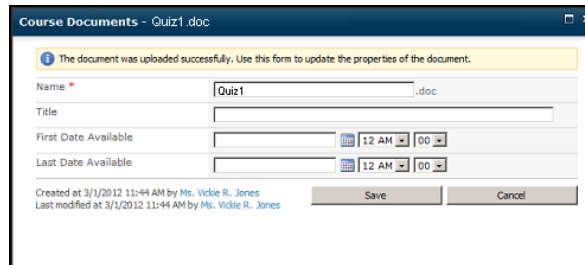 Course Documents - Quiz1.doc
The document was uploaded successfully. Use this form to update the properties of the document.
Name * Quiz1 .doc
Title
First Date Available 12 AM 00
Last Date Available 12 AM 00
Created at 3/1/2012 11:44 AM by Ms. Vickie R. Jones Save Cancel
Last modified at 3/1/2012 11:44 AM by Ms. Vickie R. Jones